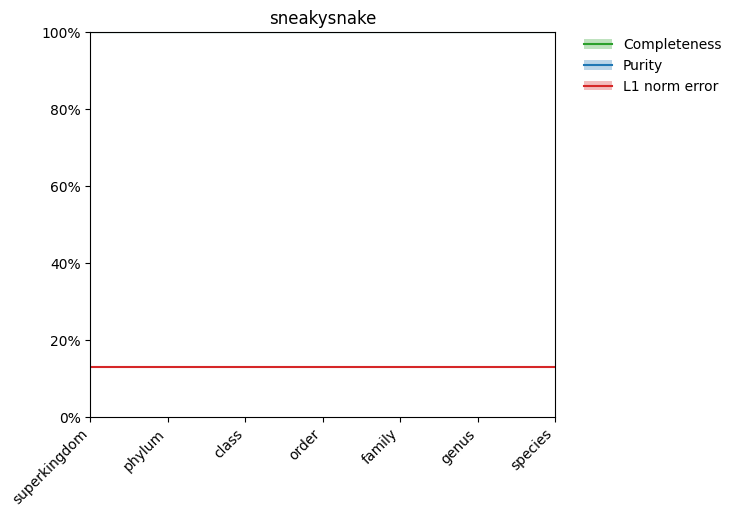 sneakysnake
100%
80%
60%
40%
20%
0%
superkingdom
phylum
class
order
family
genus
species
Completeness
Purity
L1 norm error